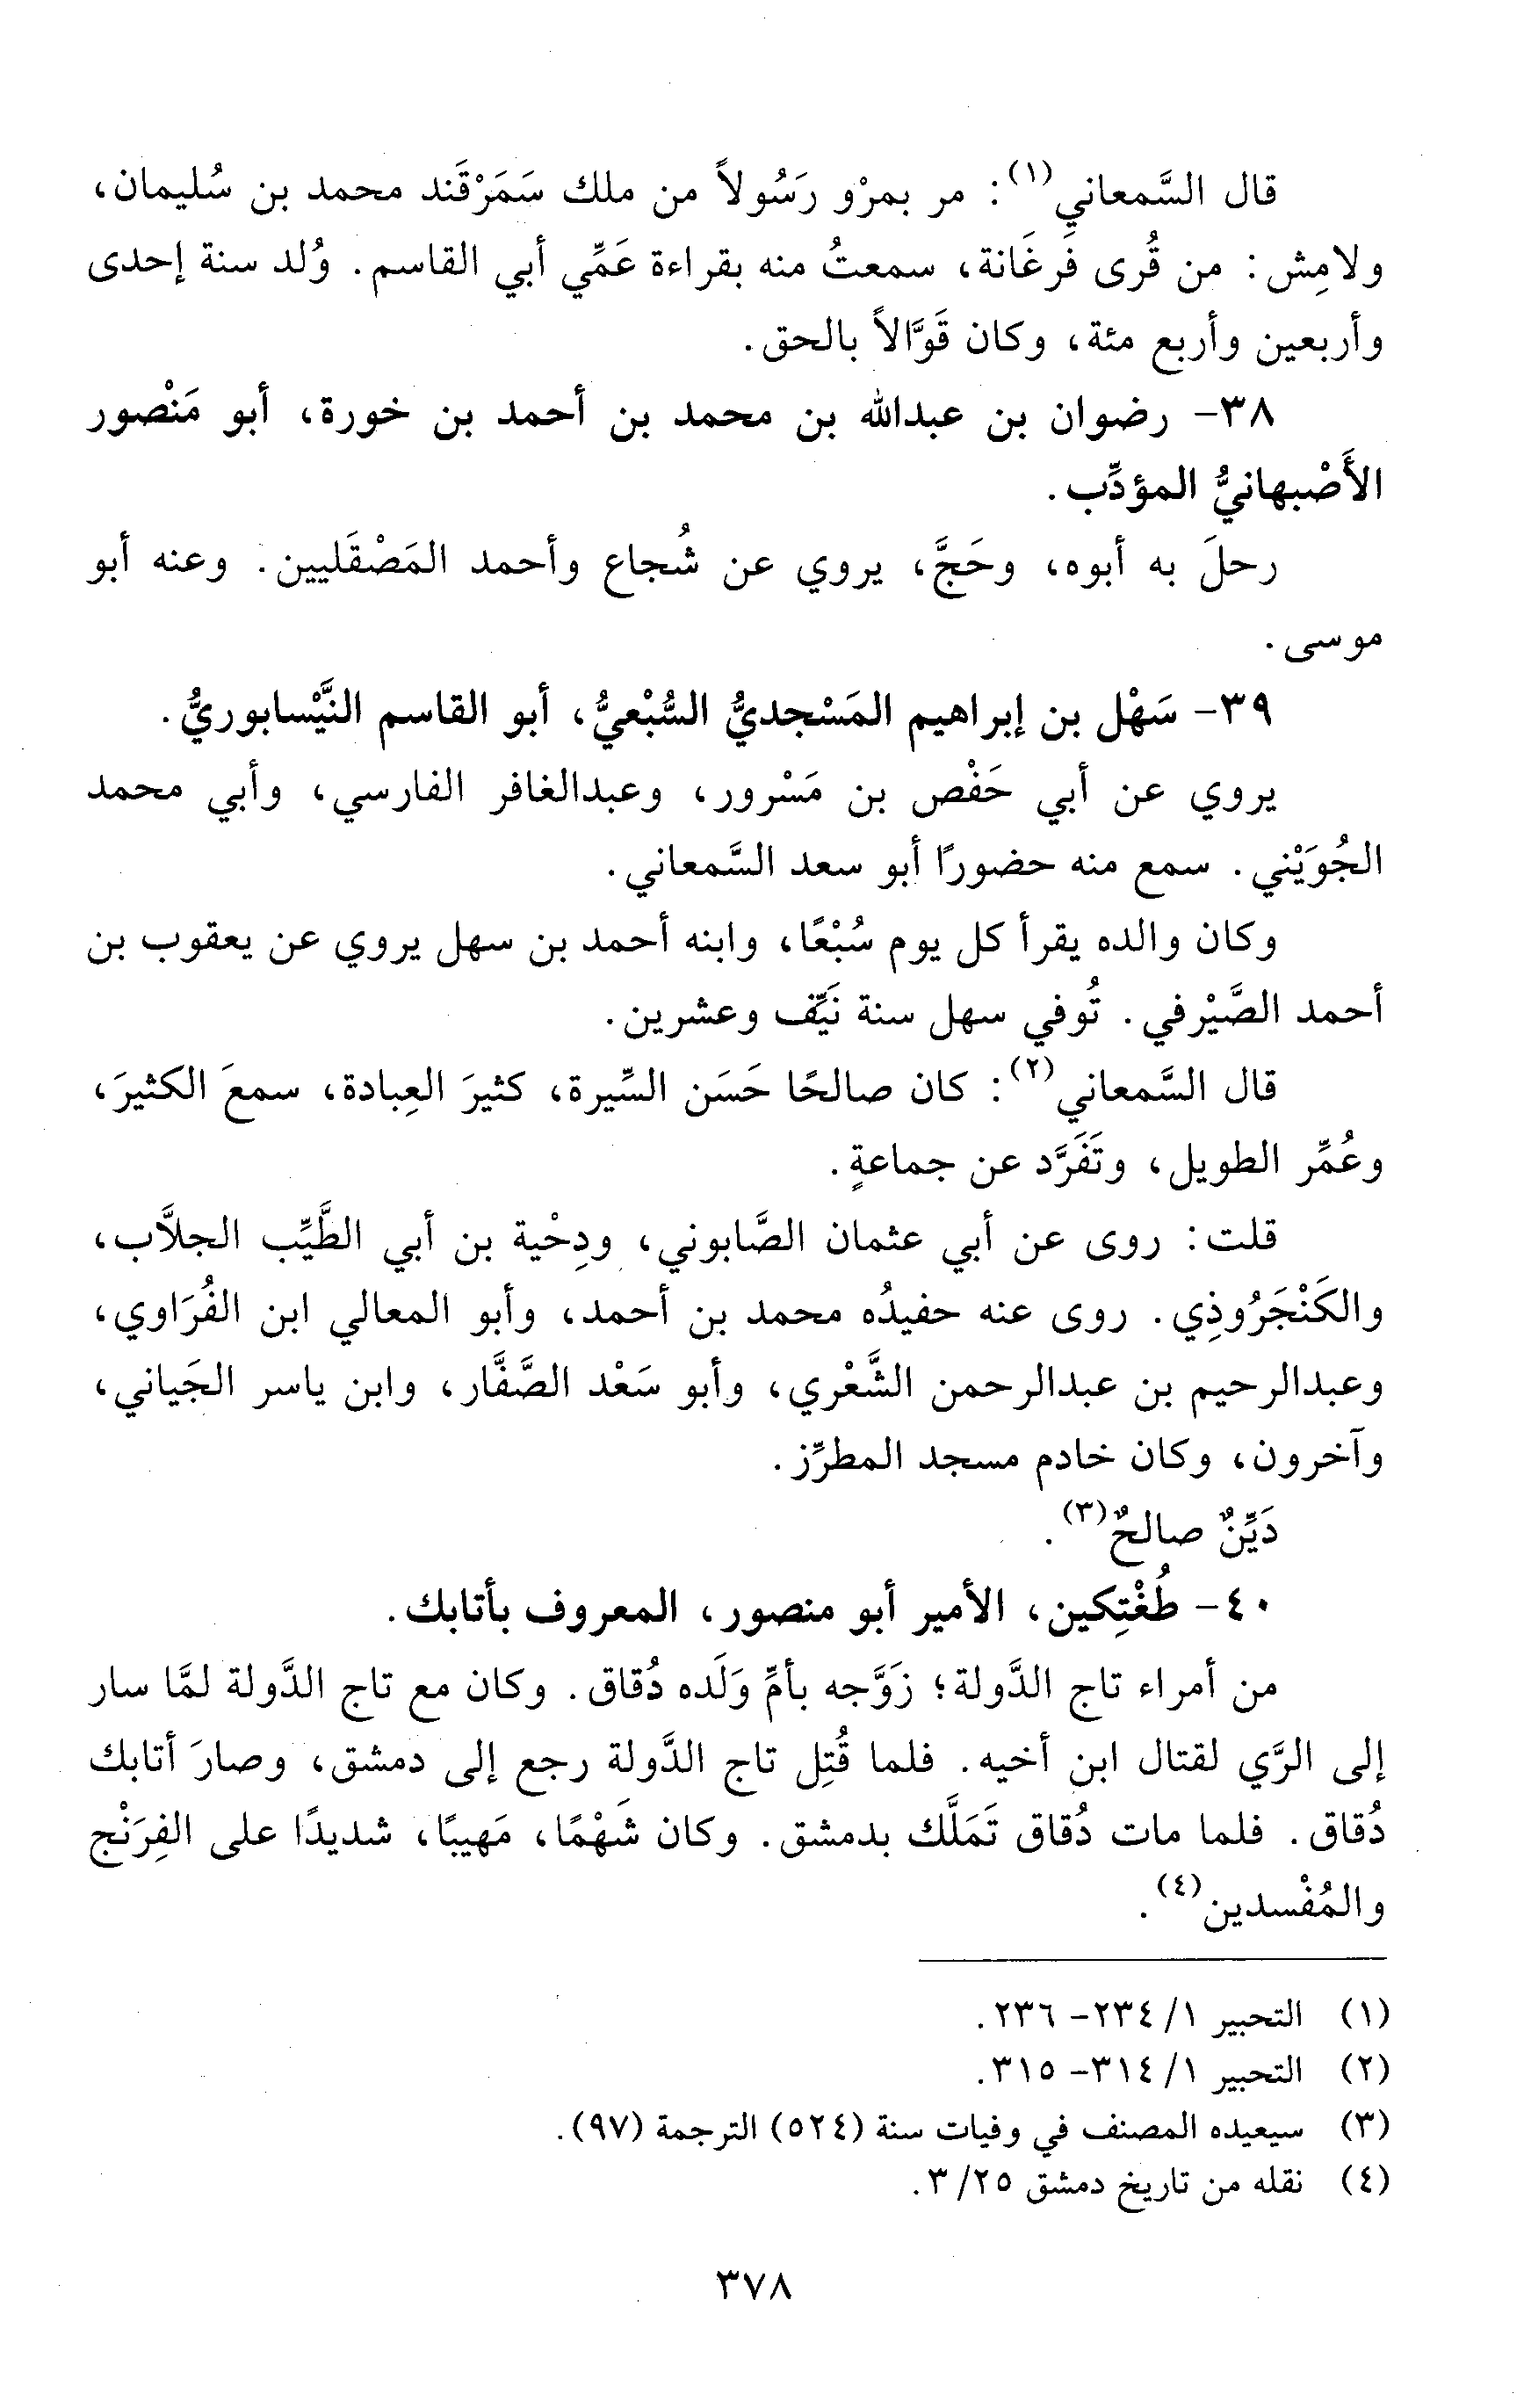 قال السَّمعاني(١): مر بمرْو رَسُولاً من ملك سَمَرْقَند محمد بن سُليمان،
ولامِش: من قُرى فَرغَانة، سمعتُ منه بقراءة عَمِّي أبي القاسم. وُلد سنة إحدى
وأربعين وأربع مئة، وكان قَوَّالاً بالحق.
٣٨- رضوان بن عبدالله بن محمد بن أحمد بن خورة، أبو مَنْصور
الأَصْبهانيُّ المؤدِّب.
رحلَ به أبوه، وحَجَّ، يروي عن شُجاع وأحمد المَصْقَليين. وعنه أبو
موسى.
٣٩- سَهْل بن إبراهيم المَسْجديُّ السُّبْعيُّ، أبو القاسم النَّيْسابوريُّ.
يروي عن أبي حَفْص بن مَسْرور، وعبدالغافر الفارسي، وأبي محمد
الجُوَيْني. سمع منه حضورًا أبو سعد السَّمعاني.
وكان والده يقرأ كل يوم سُبْعًا، وابنه أحمد بن سهل يروي عن يعقوب بن
أحمد الصَّيْرفي. تُوفي سهل سنة نَيِّف وعشرين.
قال السَّمعاني(٢): كان صالحًا حَسَن السِّيرة، كثيرَ العِبادة، سمعَ الكثيرَ،
وعُمِّر الطويل، وتَفَرَّد عن جماعةٍ.
قلت: روى عن أبي عثمان الصَّابوني، ودِحْية بن أبي الطَّيِّب الجلاَّب،
والكَنْجَرُوذِي. روى عنه حفيدُه محمد بن أحمد، وأبو المعالي ابن الفُرَاوي،
وعبدالرحيم بن عبدالرحمن الشَّعْري، وأبو سَعْد الصَّفَّار، وابن ياسر الجَياني،
وآخرون، وكان خادم مسجد المطرِّز.
دَيِّنٌ صالحٌ(٣).
٤٠- طُغْتِكين، الأمير أبو منصور، المعروف بأتابك.
من أمراء تاج الدَّولة؛ زَوَّجه بأمِّ وَلَده دُقاق. وكان مع تاج الدَّولة لمَّا سار
إلى الرَّي لقتال ابن أخيه. فلما قُتِل تاج الدَّولة رجع إلى دمشق، وصارَ أتابك
دُقاق. فلما مات دُقاق تَمَلَّك بدمشق. وكان شَهْمًا، مَهيبًا، شديدًا على الفِرَنْج
والمُفْسدين(٤).
(١) التحبير ١/ ٢٣٤- ٢٣٦.
(٢) التحبير ١/ ٣١٤- ٣١٥.
(٣) سيعيده المصنف في وفيات سنة (٥٢٤) الترجمة (٩٧).
(٤) نقله من تاريخ دمشق ٢٥/ ٣.
٣٧٨